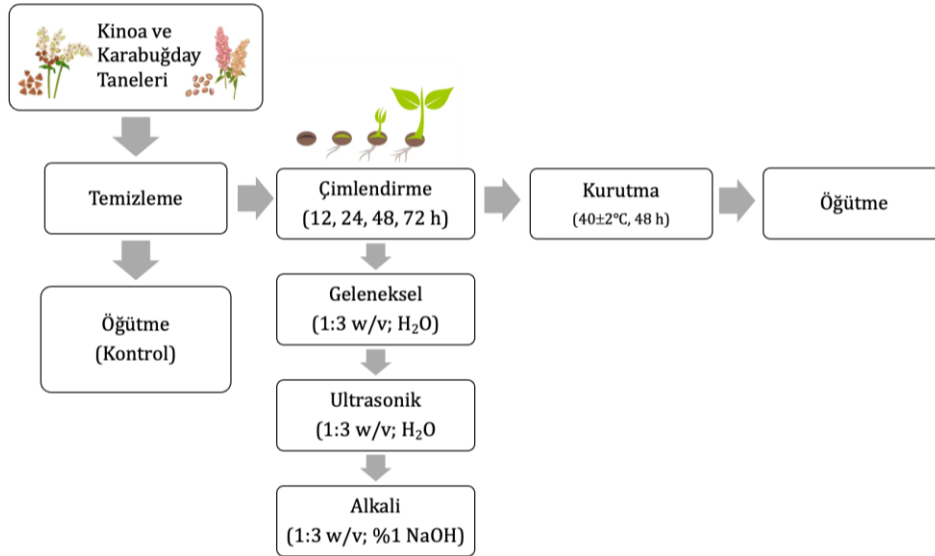 Kinoa ve
Karabuğday
Taneleri
Temizleme
Çimlendirme
(12, 24, 48, 72 h)
Kurutma
(40±2°C, 48 h)
Öğütme
Öğütme
(Kontrol)
Geleneksel
(1:3 w/v; H₂O)
Ultrasonik
(1:3 w/v; H₂O
Alkali
(1:3 w/v; %1 NaOH)